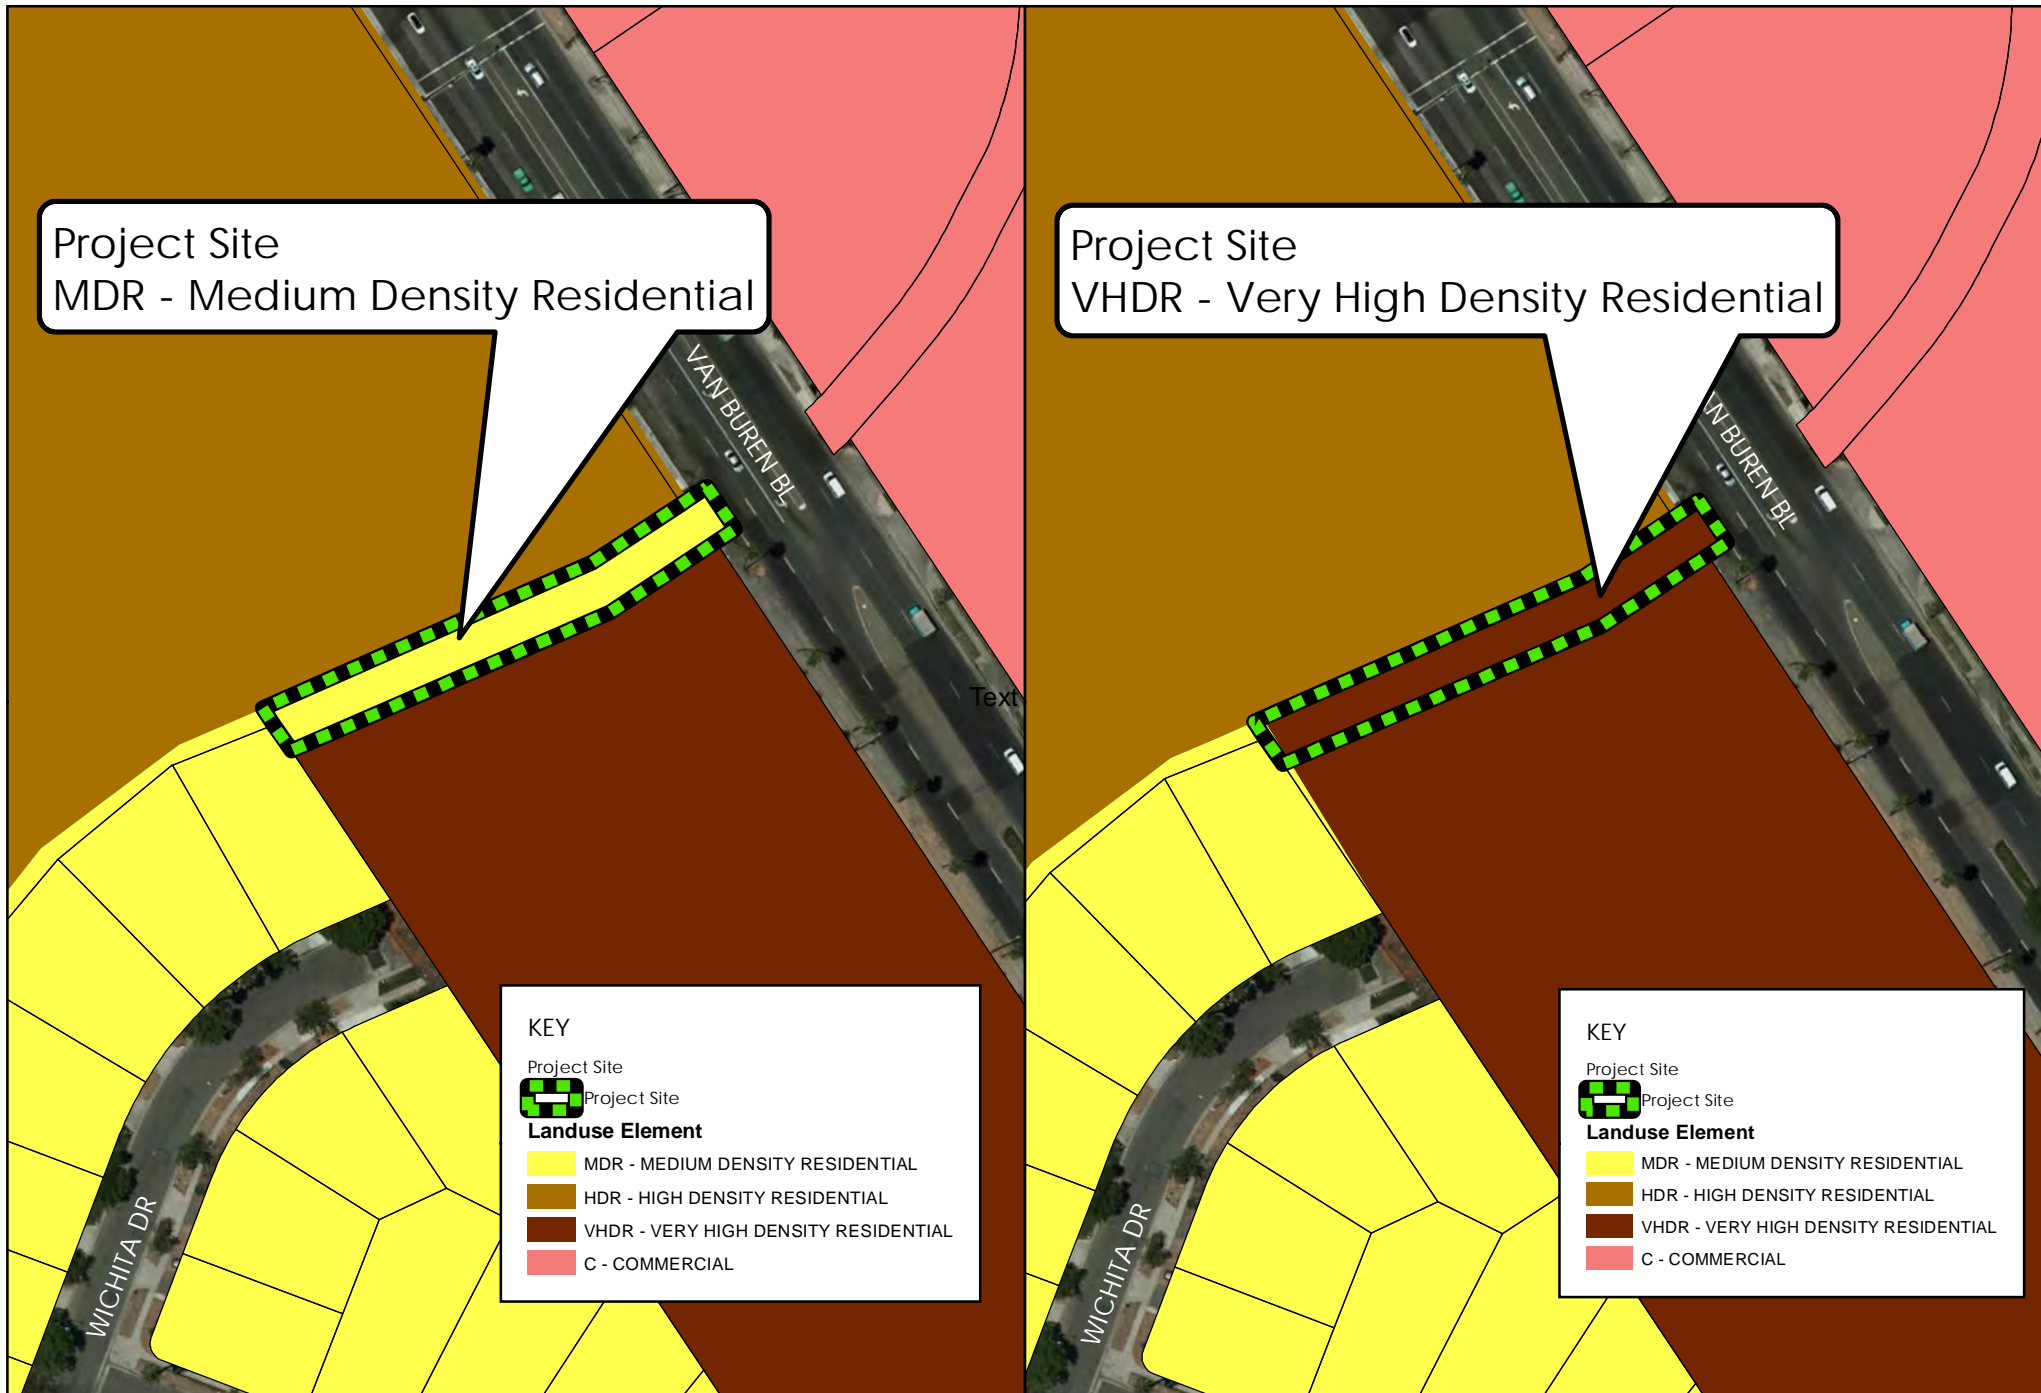 Project Site
MDR - Medium Density Residential
VAN BUREN BL
Text
WICHITA DR
KEY
Project Site
Project Site
Landuse Element
MDR - MEDIUM DENSITY RESIDENTIAL
HDR - HIGH DENSITY RESIDENTIAL
VHDR - VERY HIGH DENSITY RESIDENTIAL
C - COMMERCIAL
Project Site
VHDR - Very High Density Residential
AN BUREN BL
WICHITA DR
KEY
Project Site
Project Site
Landuse Element
MDR - MEDIUM DENSITY RESIDENTIAL
HDR - HIGH DENSITY RESIDENTIAL
VHDR - VERY HIGH DENSITY RESIDENTIAL
C - COMMERCIAL